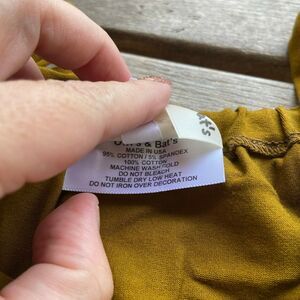 at's
& Bat's
MADE IN USA
95% COTTON / 5% SPANDEX
100% COTTON
MACHINE WASH COLD
DO NOT BLEACH
TUMBLE DRY LOW HEAT
DO NOT IRON OVER DECORATION